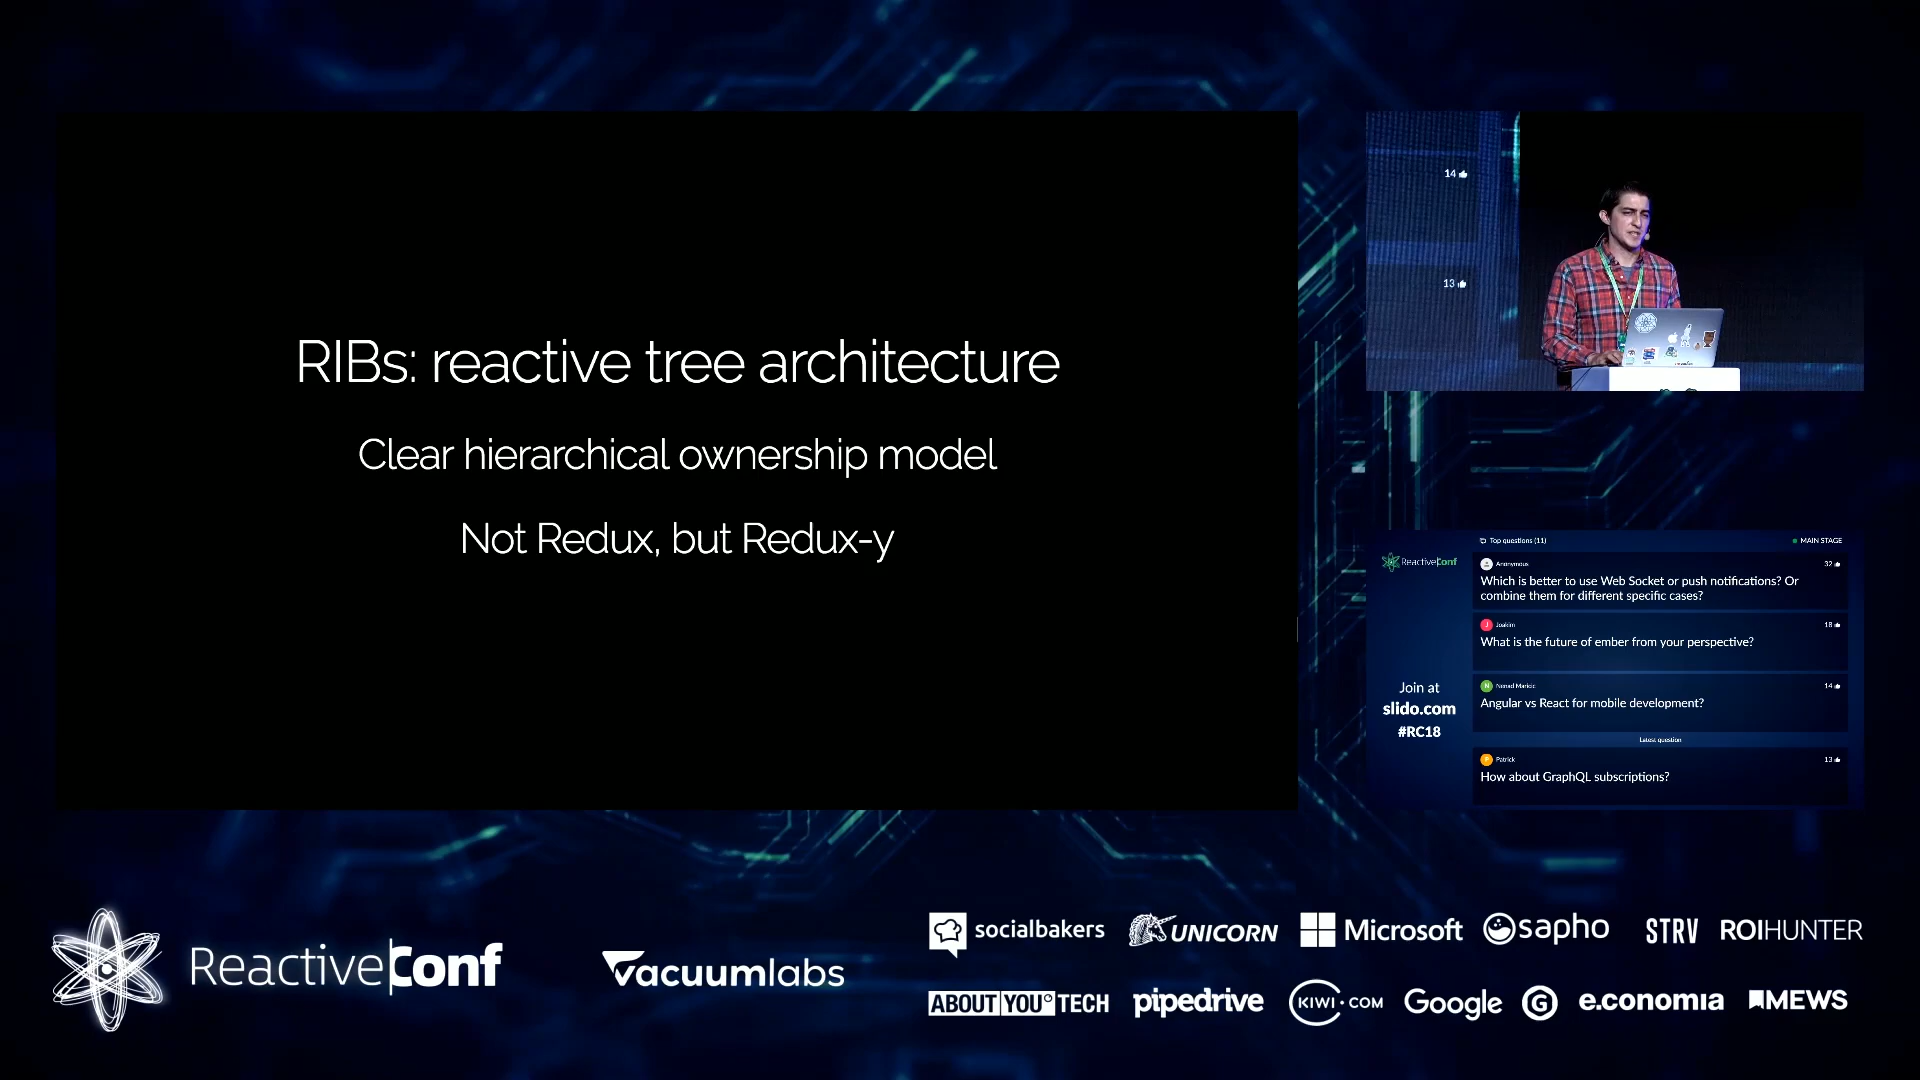 RIBs: reactive tree architecture
Clear hierarchical ownership model
Not Redux, but Redux-y
14
13
ReactiveConf
Join at
slido.com
#RC18
Top questions (11)
MAIN STAGE
Anonymous
32
Which is better to use Web Socket or push notifications? Or
combine them for different specific cases?
J
Joakim
18
What is the future of ember from your perspective?
N
Nenad Maricic
14
Angular vs React for mobile development?
Latest question
P
Patrick
13
How about GraphQL subscriptions?
ReactiveConf
vacuumlabs
socialbakers
UNICORN
Microsoft
sapho
STRV
ROIHUNTER
ABOUT YOU° TECH
pipedrive
KIWI.COM
Google
G
e.conomia
MEWS